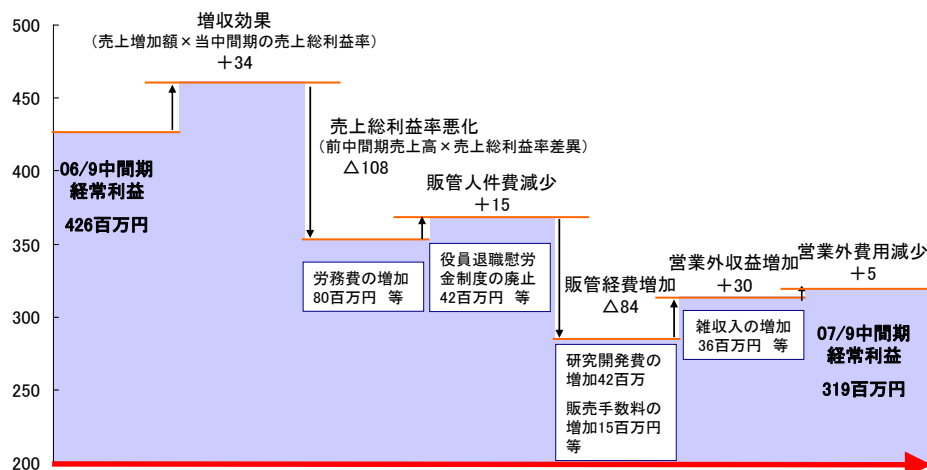 500
450
400
350
300
250
200
増収効果
（売上増加額×当中間期の売上総利益率）
＋34
06/9中間期
経常利益
426百万円
売上総利益率悪化
（前中間期売上高×売上総利益率差異）
△108
労務費の増加
80百万円 等
販管人件費減少
＋15
役員退職慰労
金制度の廃止
42百万円 等
販管経費増加
△84
研究開発費の
増加42百万
販売手数料の
増加15百万円
等
営業外収益増加
＋30
雑収入の増加
36百万円 等
営業外費用減少
＋5
07/9中間期
経常利益
319百万円